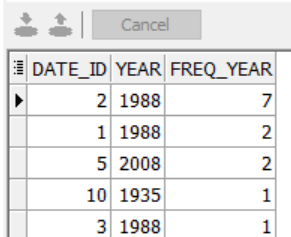 Cancel
DATE_ID YEAR FREQ_YEAR
2 1988 7
1 1988 2
5 2008 2
10 1935 1
3 1988 1